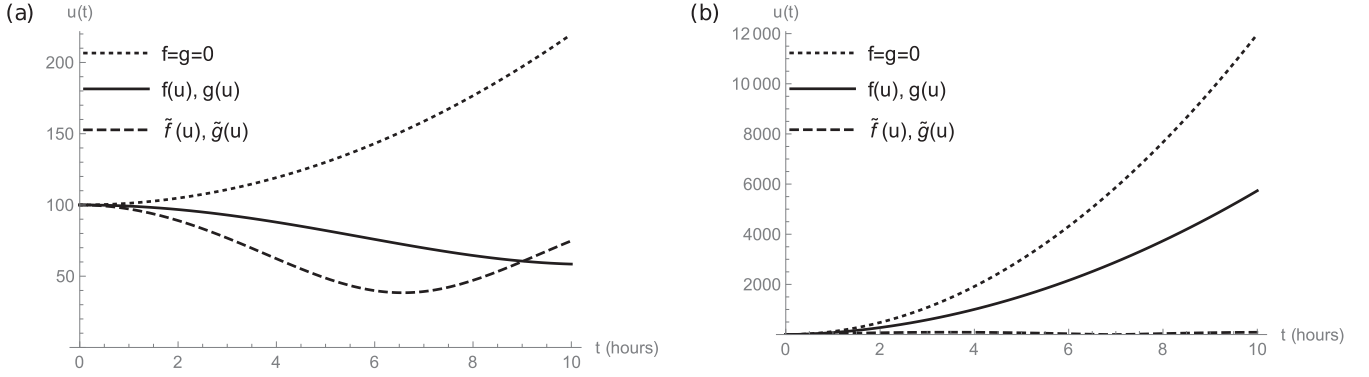 (a)
u(t)
200
150
100
50
0 2 4 6 8 10
t (hours)
f=g=0
f(u), g(u)
f̃ (u), g̃(u)
(b)
u(t)
12 000
10 000
8000
6000
4000
2000
0 2 4 6 8 10
t (hours)
f=g=0
f(u), g(u)
f̃ (u), g̃(u)